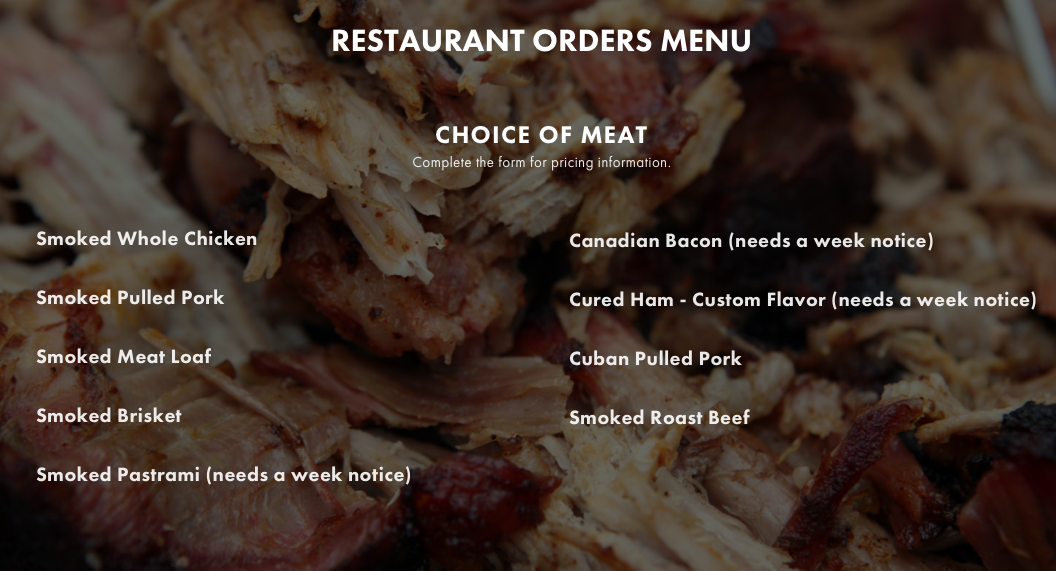 RESTAURANT ORDERS MENU
CHOICE OF MEAT
Complete the form for pricing information.
Smoked Whole Chicken
Smoked Pulled Pork
Smoked Meat Loaf
Smoked Brisket
Smoked Pastrami (needs a week notice)
Canadian Bacon (needs a week notice)
Cured Ham - Custom Flavor (needs a week notice)
Cuban Pulled Pork
Smoked Roast Beef